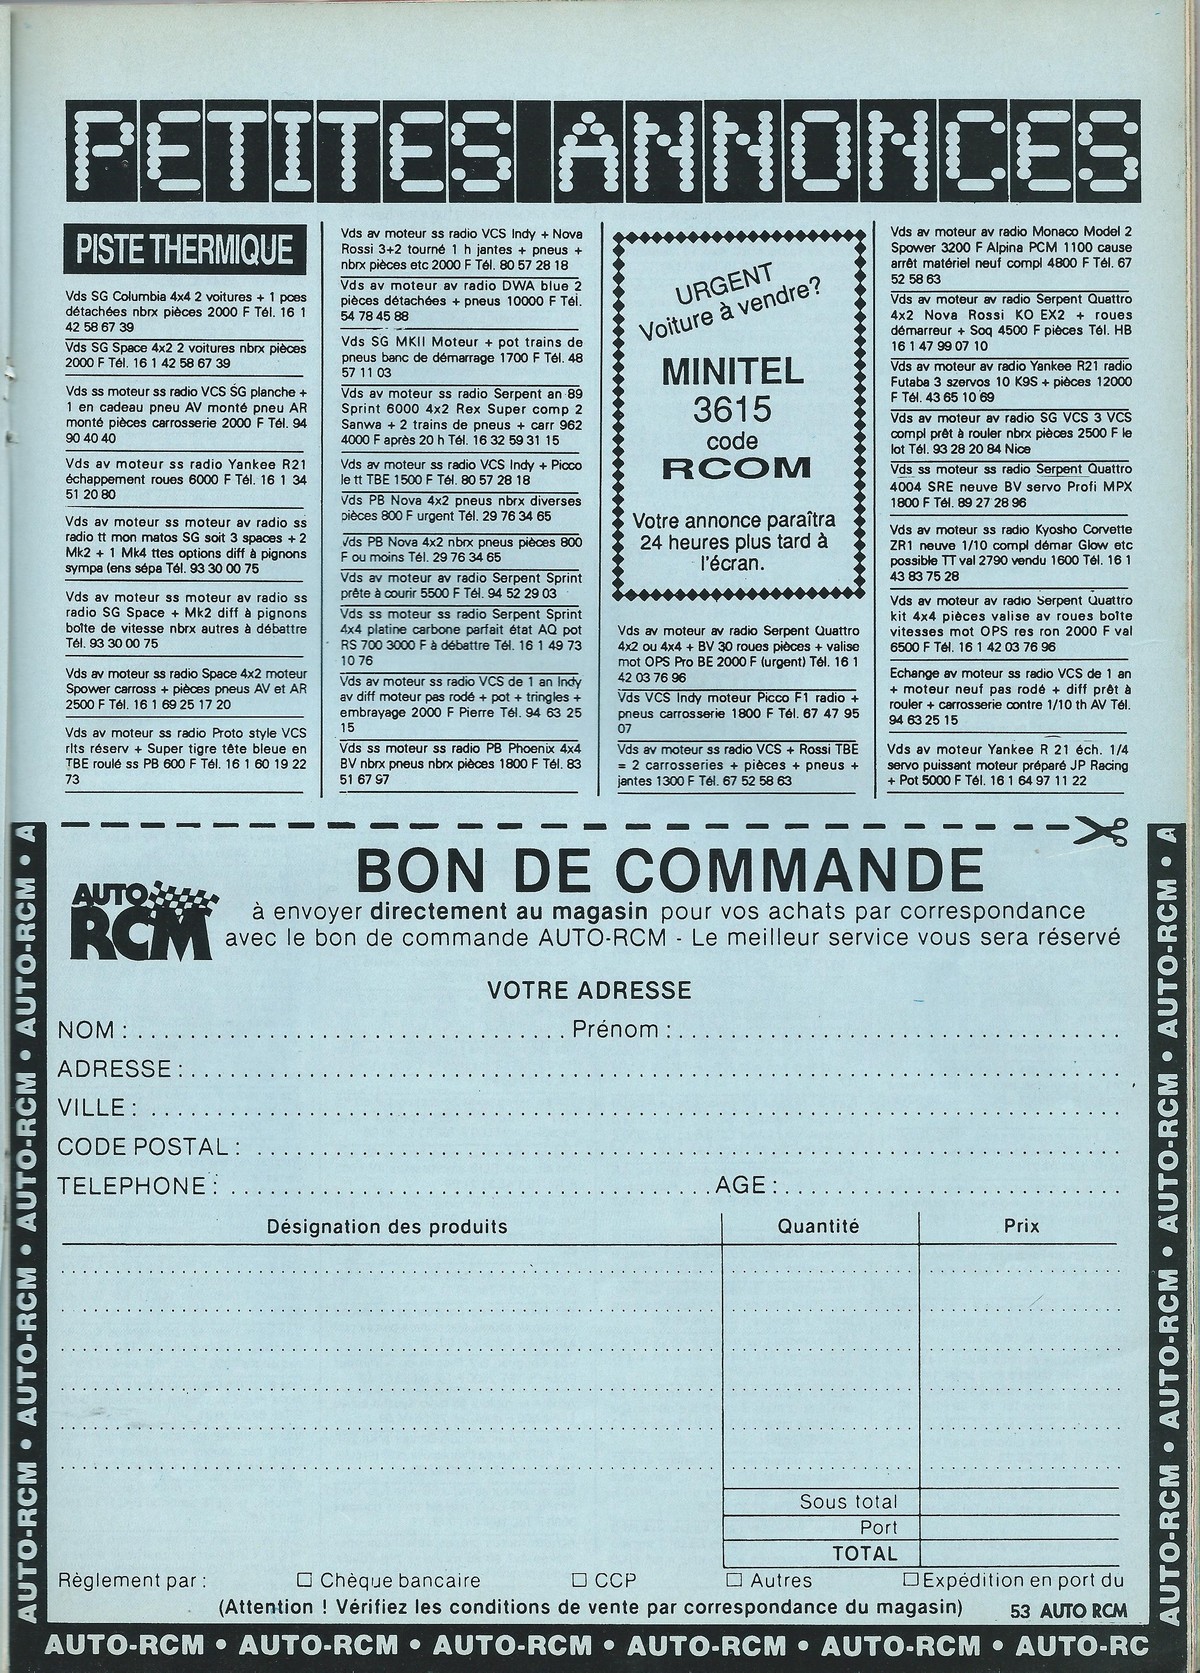 PETITES ANNONCES
PISTE THERMIQUE
Vds SG Columbia 4x4 2 voitures + 1 pces
détachées nbrx pièces 2000 F Tél. 16 1
42 58 67 39
Vds SG Space 4x2 2 voitures nbrx pièces
2000 F Tél. 16 1 42 58 67 39
Vds ss moteur ss radio VCS SG planche +
1 en cadeau pneu AV monté pneu AR
monté pièces carrosserie 2000 F Tél. 94
90 40 40
Vds av moteur ss radio Yankee R21
échappement roues 6000 F Tél. 16 1 34
51 20 80
Vds av moteur ss moteur av radio ss
radio tt mon matos SG soit 3 spaces + 2
Mk2 + 1 Mk4 ttes options diff à pignons
sympa (ens sépa Tél. 93 30 00 75
Vds av moteur ss moteur av radio ss
radio SG Space + Mk2 diff à pignons
boîte de vitesse nbrx autres à débattre
Tél. 93 30 00 75
Vds av moteur ss radio Space 4x2 moteur
Spower carross + pièces pneus AV et AR
2500 F Tél. 16 1 69 25 17 20
Vds av moteur ss radio Proto style VCS
rlts réserv + Super tigre tête bleue en
TBE roulé ss PB 600 F Tél. 16 1 60 19 22
73
Vds av moteur ss radio VCS Indy + Nova
Rossi 3+2 tourné 1 h jantes + pneus +
nbrx pièces etc 2000 F Tél. 80 57 28 18
Vds av moteur av radio DWA blue 2
pièces détachées + pneus 10000 F Tél.
54 78 45 88
Vds SG MKII Moteur + pot trains de
pneus banc de démarrage 1700 F Tél. 48
57 11 03
Vds av moteur ss radio Serpent an 89
Sprint 6000 4x2 Rex Super comp 2
Sanwa + 2 trains de pneus + carr 962
4000 F après 20 h Tél. 16 32 59 31 15
Vds av moteur ss radio VCS Indy + Picco
le tt TBE 1500 F Tél. 80 57 28 18
Vds PB Nova 4x2 pneus nbrx diverses
pièces 800 F urgent Tél. 29 76 34 65
Vds PB Nova 4x2 nbrx pneus pièces 800
F ou moins Tél. 29 76 34 65
Vds av moteur av radio Serpent Sprint
prête à courir 5500 F Tél. 94 52 29 03
Vds ss moteur ss radio Serpent Sprint
4x4 platine carbone parfait état AQ pot
RS 700 3000 F à débattre Tél. 16 1 49 73
10 76
Vds av moteur ss radio VCS de 1 an Indy
av diff moteur pas rodé + pot + tringles +
embrayage 2000 F Pierre Tél. 94 63 25
15
Vds ss moteur ss radio PB Phoenix 4x4
BV nbrx pneus nbrx pièces 1800 F Tél. 83
51 67 97
URGENT
Voiture à vendre?
MINITEL
3615
code
RCOM
Votre annonce paraîtra
24 heures plus tard à
l'écran.
Vds av moteur av radio Serpent Quattro
4x2 ou 4x4 + BV 30 roues pièces + valise
mot OPS Pro BE 2000 F (urgent) Tél. 16 1
42 03 76 96
Vds VCS Indy moteur Picco F1 radio +
pneus carrosserie 1800 F Tél. 67 47 95
07
Vds av moteur ss radio VCS + Rossi TBE
= 2 carrosseries + pièces + pneus +
jantes 1300 F Tél. 67 52 58 63
Vds av moteur av radio Monaco Model 2
Spower 3200 F Alpina PCM 1100 cause
arrêt matériel neuf compl 4800 F Tél. 67
52 58 63
Vds av moteur av radio Serpent Quattro
4x2 Nova Rossi KO EX2 + roues
démarreur + Soq 4500 F pièces Tél. HB
16 1 47 99 07 10
Vds av moteur av radio Yankee R21 radio
Futaba 3 szervos 10 K9S + pièces 12000
F Tél. 43 65 10 69
Vds av moteur av radio SG VCS 3 VCS
compl prêt à rouler nbrx pièces 2500 F le
lot Tél. 93 28 20 84 Nice
Vds ss moteur ss radio Serpent Quattro
4004 SRE neuve BV servo Profi MPX
1800 F Tél. 89 27 28 96
Vds av moteur ss radio Kyosho Corvette
ZR1 neuve 1/10 compl démar Glow etc
possible TT val 2790 vendu 1600 Tél. 16 1
43 83 75 28
Vds av moteur av radio Serpent Quattro
kit 4x4 pièces valise av roues boîte
vitesses mot OPS res ron 2000 F val
6500 F Tél. 16 1 42 03 76 96
Echange av moteur ss radio VCS de 1 an
+ moteur neuf pas rodé + diff prêt à
rouler + carrosserie contre 1/10 th AV Tél.
94 63 25 15
Vds av moteur Yankee R 21 éch. 1/4
servo puissant moteur préparé JP Racing
+ Pot 5000 F Tél. 16 1 64 97 11 22
AUTO RCM
BON DE COMMANDE
à envoyer directement au magasin pour vos achats par correspondance
avec le bon de commande AUTO-RCM - Le meilleur service vous sera réservé
VOTRE ADRESSE
NOM : Prénom :
ADRESSE :
VILLE :
CODE POSTAL :
TELEPHONE : AGE :
Désignation des produits Quantité Prix
Sous total
Port
TOTAL
Règlement par : □ Chèque bancaire □ CCP □ Autres □ Expédition en port du
(Attention ! Vérifiez les conditions de vente par correspondance du magasin) 53 AUTO RCM
AUTO-RCM • AUTO-RCM • AUTO-RCM • AUTO-RCM • A
AUTO-RCM • AUTO-RCM • AUTO-RCM • AUTO-RCM • A
AUTO-RCM • AUTO-RCM • AUTO-RCM • AUTO-RCM • AUTO-RCM • AUTO-RC